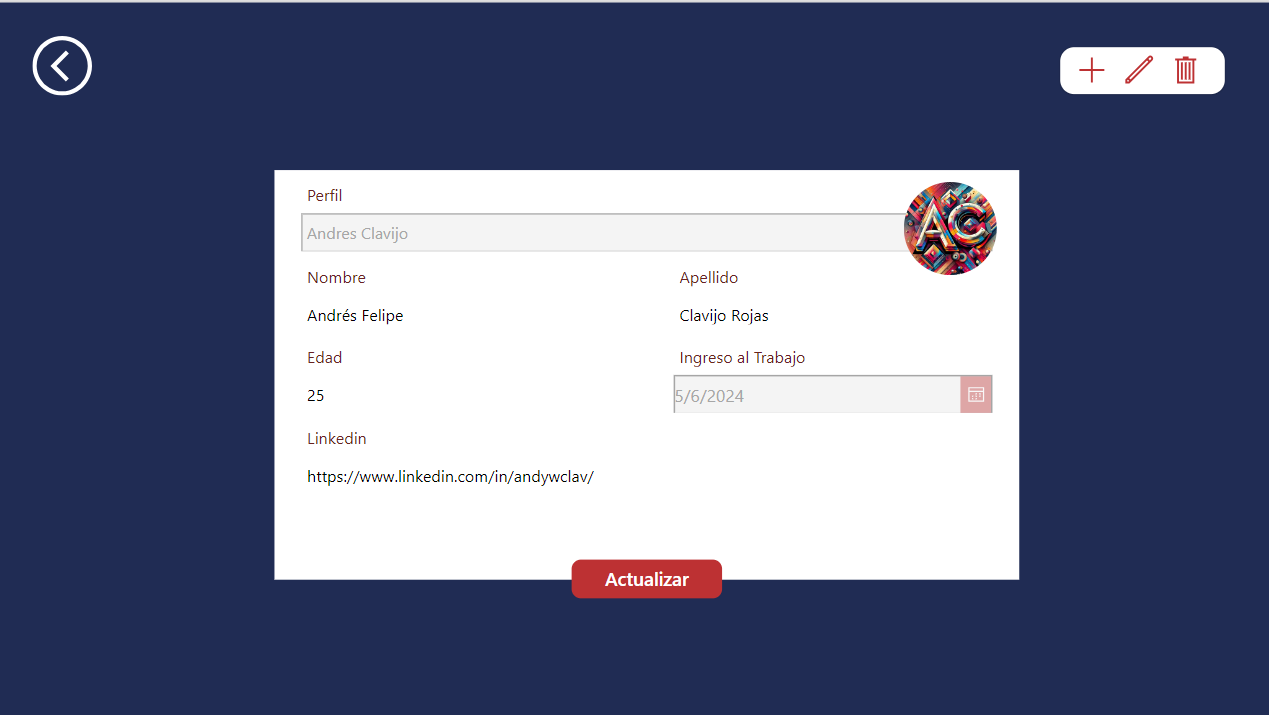 Perfil
Andres Clavijo
AC
Nombre
Apellido
Andrés Felipe
Clavijo Rojas
Edad
Ingreso al Trabajo
25
5/6/2024
Linkedin
https://www.linkedin.com/in/andywclav/
Actualizar